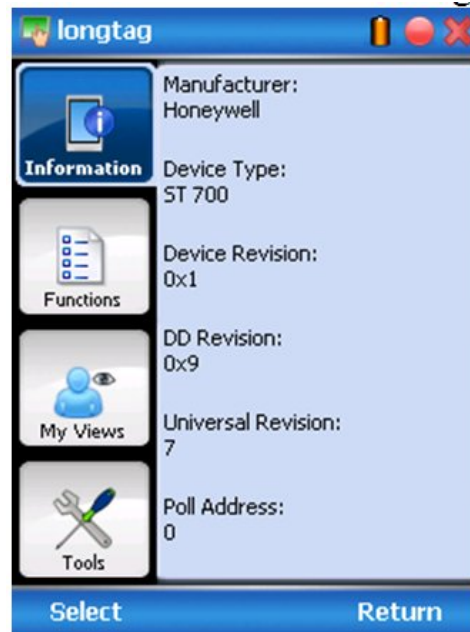 longtag
Information
Functions
My Views
Tools
Manufacturer:
Honeywell
Device Type:
ST 700
Device Revision:
0x1
DD Revision:
0x9
Universal Revision:
7
Poll Address:
0
Select
Return